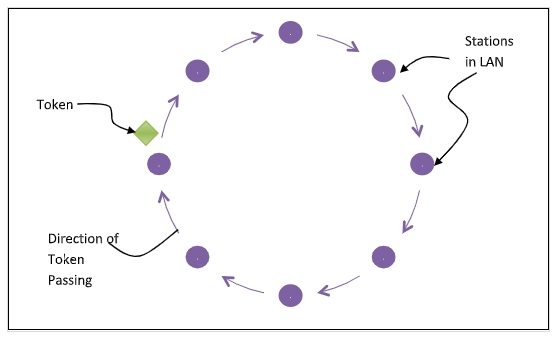 Stations
in LAN
Token
Direction of
Token
Passing